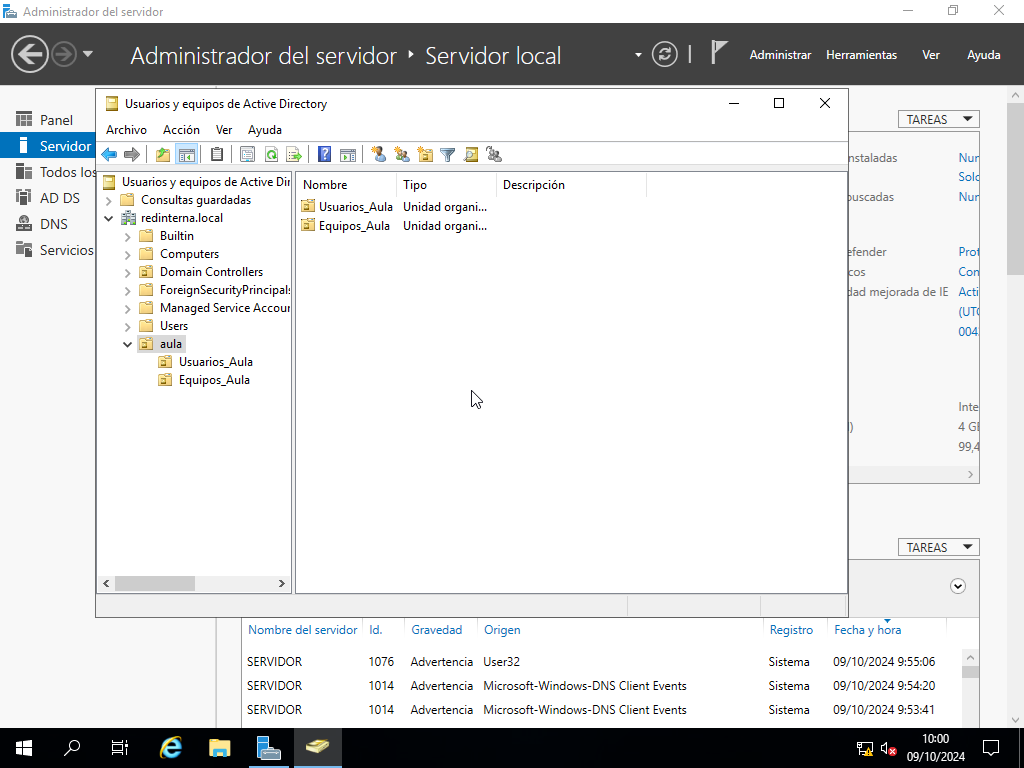 Administrador del servidor
Administrador del servidor ‣ Servidor local
Administrar Herramientas Ver Ayuda
Panel
Servidor
Todos los
AD DS
DNS
Servicios
Usuarios y equipos de Active Directory
Archivo Acción Ver Ayuda
Usuarios y equipos de Active Dir
Consultas guardadas
redinterna.local
Builtin
Computers
Domain Controllers
ForeignSecurityPrincipals
Managed Service Accour
Users
aula
Usuarios_Aula
Equipos_Aula
Nombre Tipo Descripción
Usuarios_Aula Unidad organi...
Equipos_Aula Unidad organi...
TAREAS
nstaladas Nun
Solo
buscadas Nun
efender Prot
icos Con
dad mejorada de IE Acti
(UTC
004
Inte
) 4 GI
99,4
TAREAS
Nombre del servidor Id. Gravedad Origen Registro Fecha y hora
SERVIDOR 1076 Advertencia User32 Sistema 09/10/2024 9:55:06
SERVIDOR 1014 Advertencia Microsoft-Windows-DNS Client Events Sistema 09/10/2024 9:54:20
SERVIDOR 1014 Advertencia Microsoft-Windows-DNS Client Events Sistema 09/10/2024 9:53:41
10:00
09/10/2024